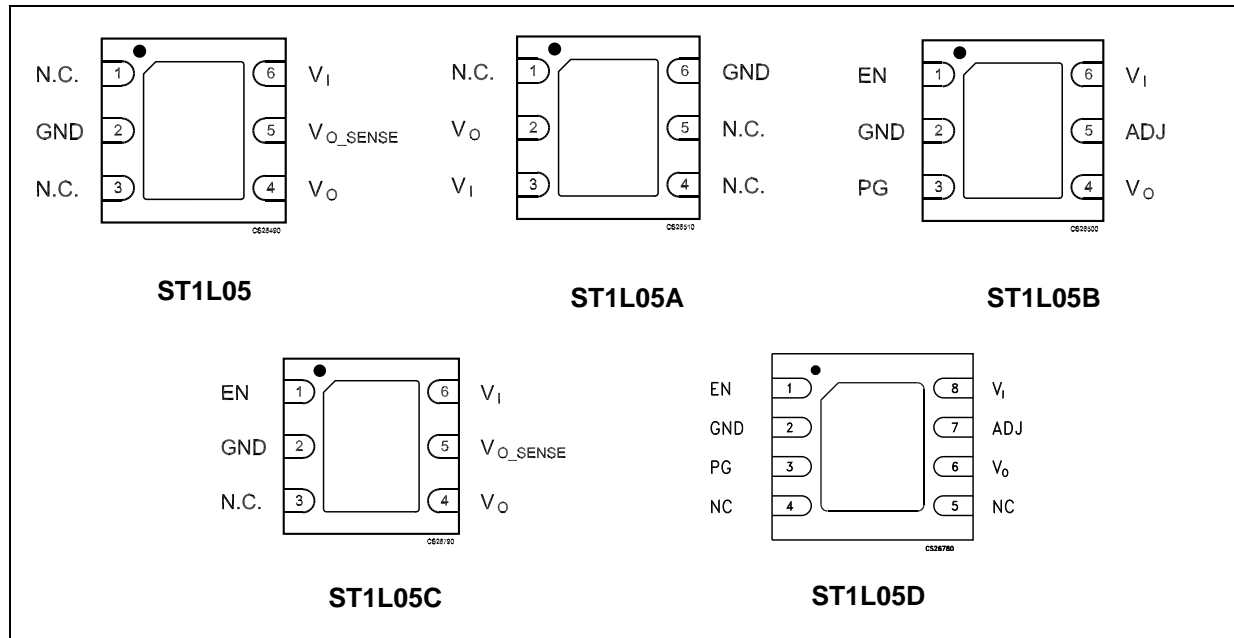 N.C. 1 6 V_I
GND 2 5 V_O_SENSE
N.C. 3 4 V_O
CS26490
ST1L05
N.C. 1 6 GND
V_O 2 5 N.C.
V_I 3 4 N.C.
CS26510
ST1L05A
EN 1 6 V_I
GND 2 5 ADJ
PG 3 4 V_O
CS26500
ST1L05B
EN 1 6 V_I
GND 2 5 V_O_SENSE
N.C. 3 4 V_O
CS26790
ST1L05C
EN 1 8 V_I
GND 2 7 ADJ
PG 3 6 V_O
NC 4 5 NC
CS26780
ST1L05D